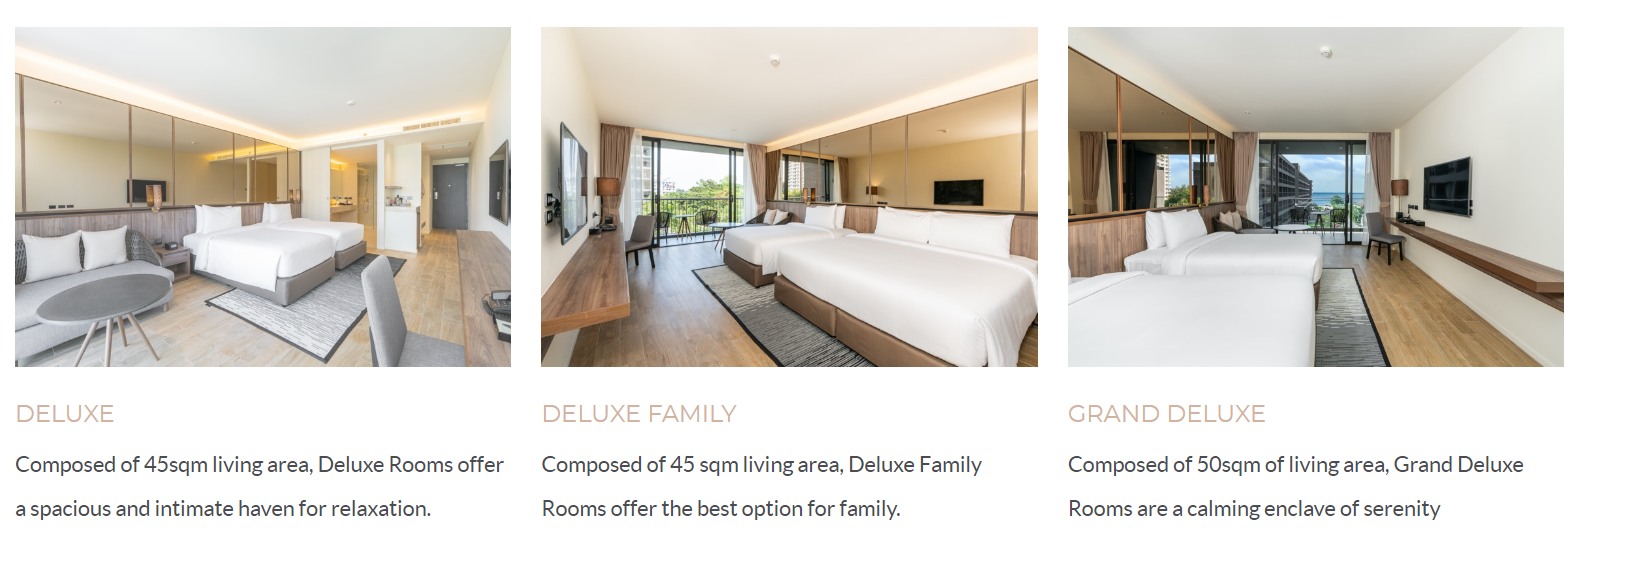 DELUXE
Composed of 45sqm living area, Deluxe Rooms offer
a spacious and intimate haven for relaxation.
DELUXE FAMILY
Composed of 45 sqm living area, Deluxe Family
Rooms offer the best option for family.
GRAND DELUXE
Composed of 50sqm of living area, Grand Deluxe
Rooms are a calming enclave of serenity